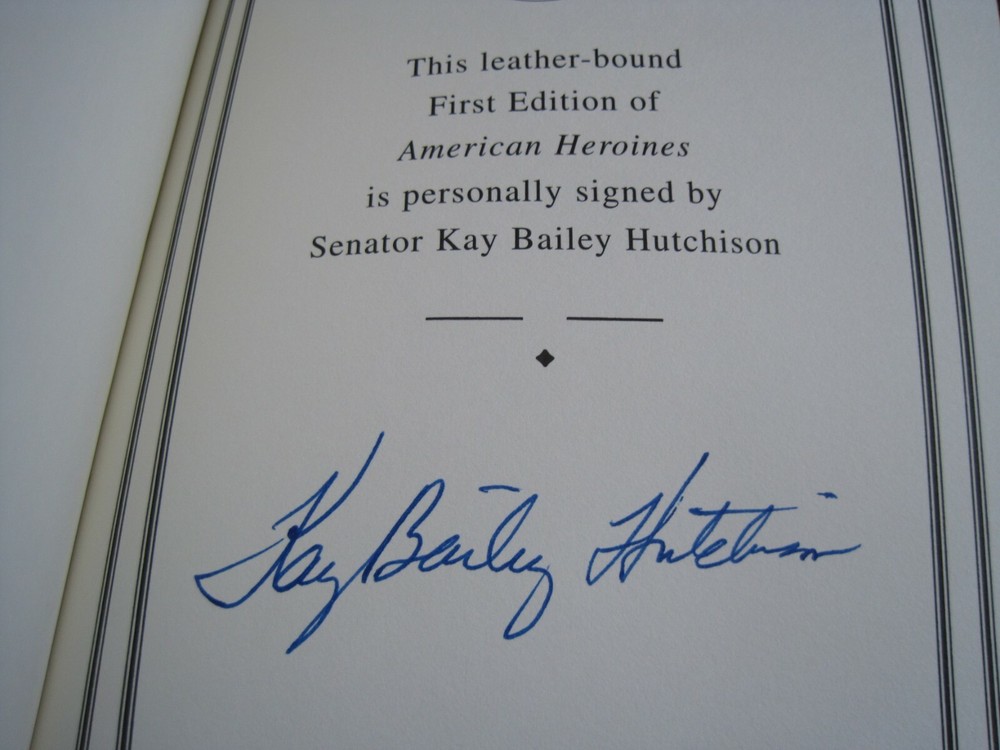 This leather-bound
First Edition of
American Heroines
is personally signed by
Senator Kay Bailey Hutchison
Kay Bailey Hutchison